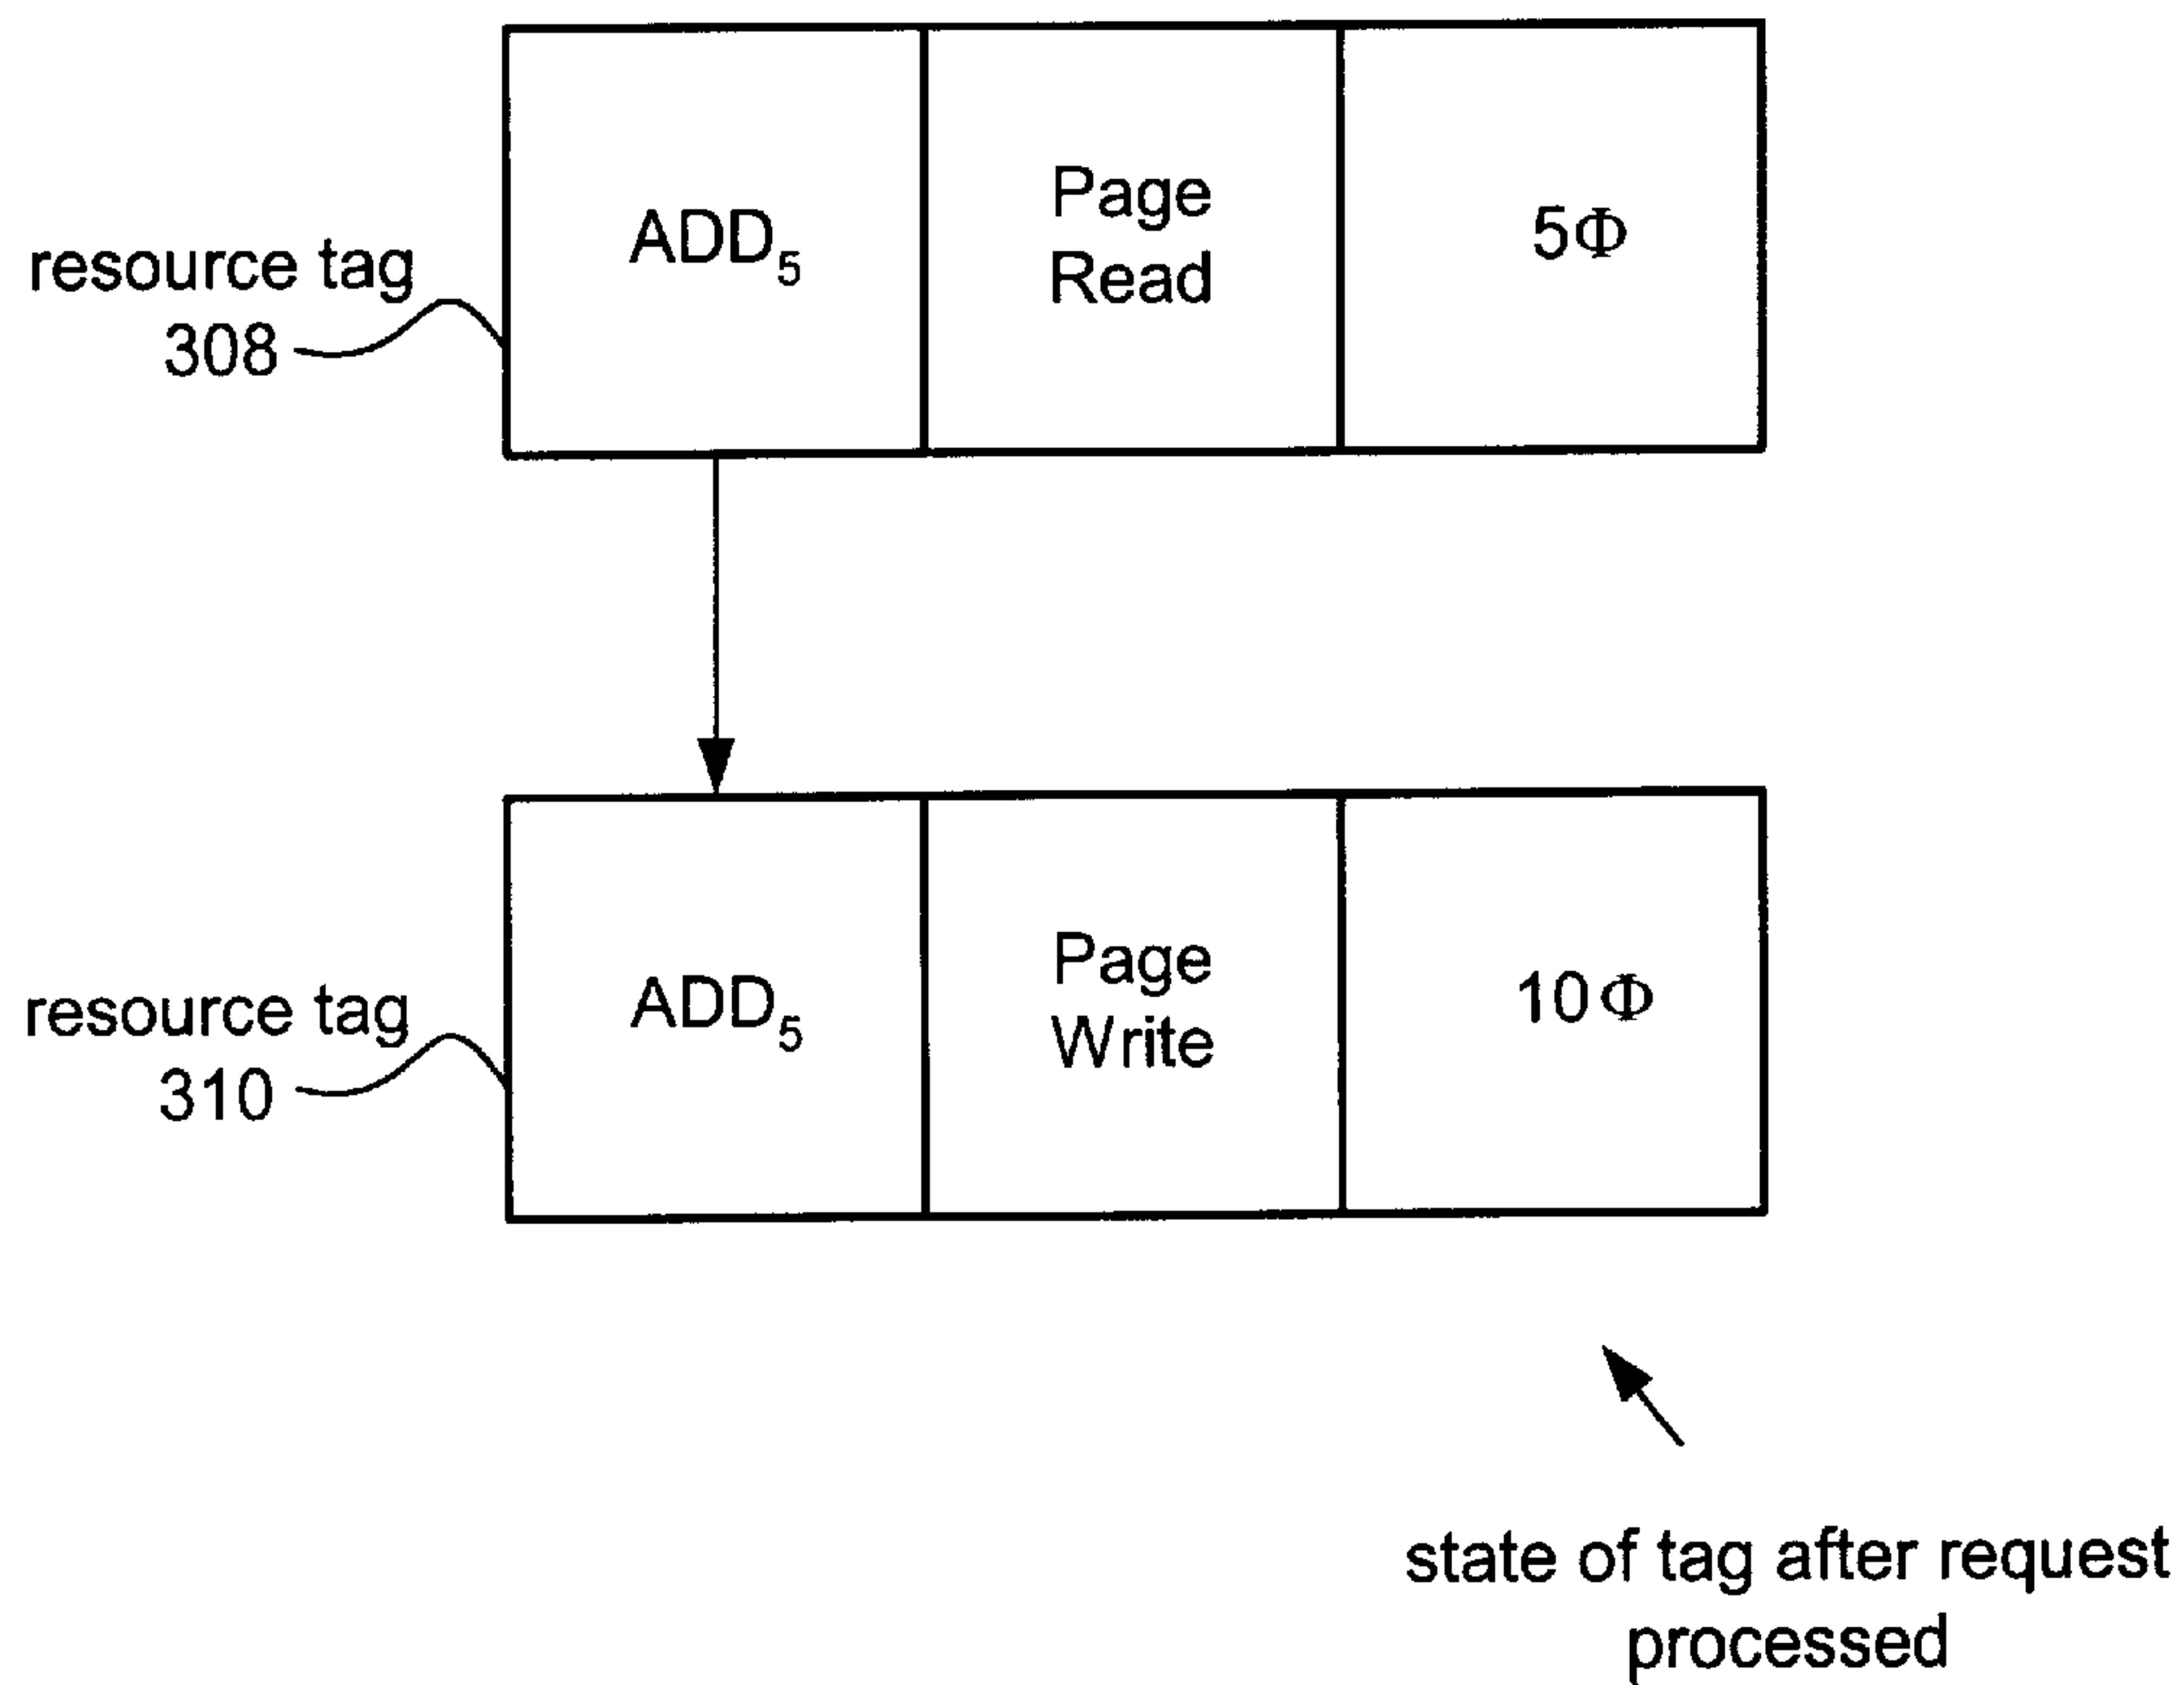 resource tag
308
ADD₅
Page
Read
5Φ
resource tag
310
ADD₅
Page
Write
10Φ
state of tag after request
processed